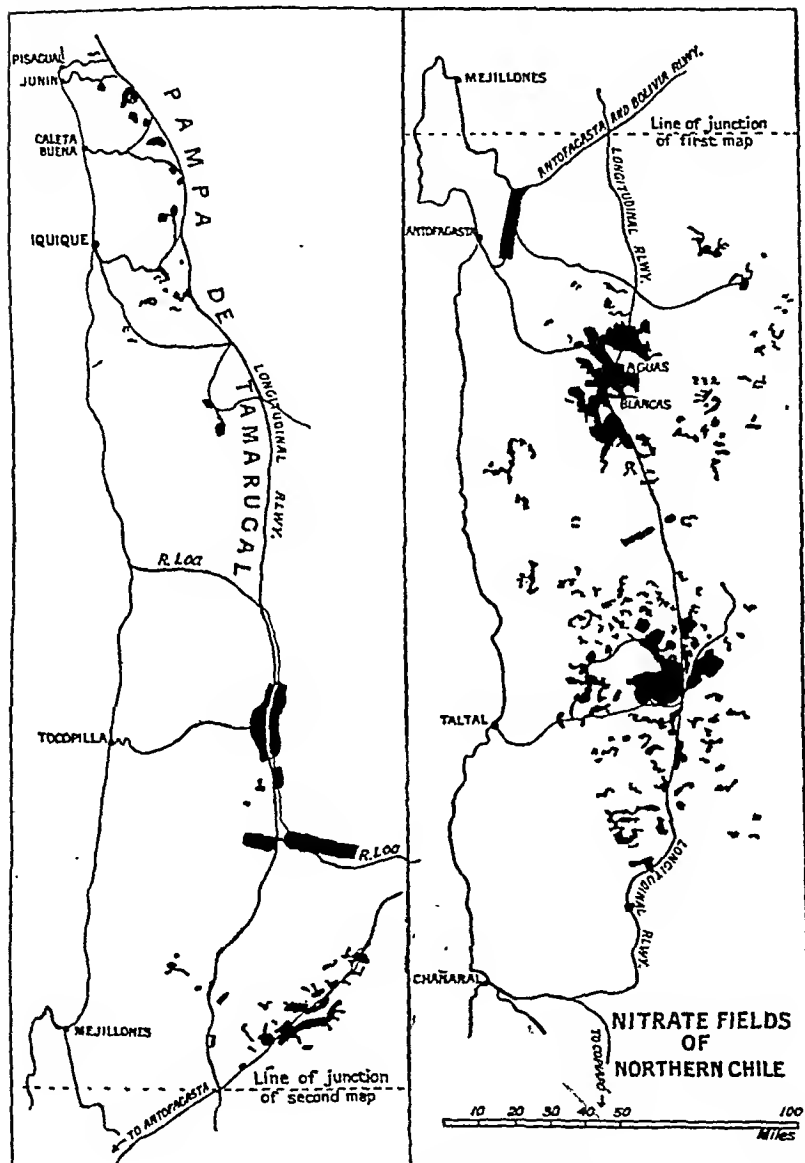 PISAGUA
JUNIN
CALETA
BUENA
IQUIQUE
PAMPA DE TAMARUGAL
LONGITUDINAL RLWY.
R. LOA
TOCOPILLA
R. LOA
MEJILLONES
TO ANTOFAGASTA
Line of junction
of second map
MEJILLONES
ANTOFAGASTA AND BOLIVIA RLWY.
Line of junction
of first map
LONGITUDINAL RLWY.
ANTOFAGASTA
AGUAS
BLANCAS
TALTAL
LONGITUDINAL RLWY.
CHAÑARAL
TO COPIAPO
NITRATE FIELDS
OF
NORTHERN CHILE
10 20 30 40 50 100
Miles